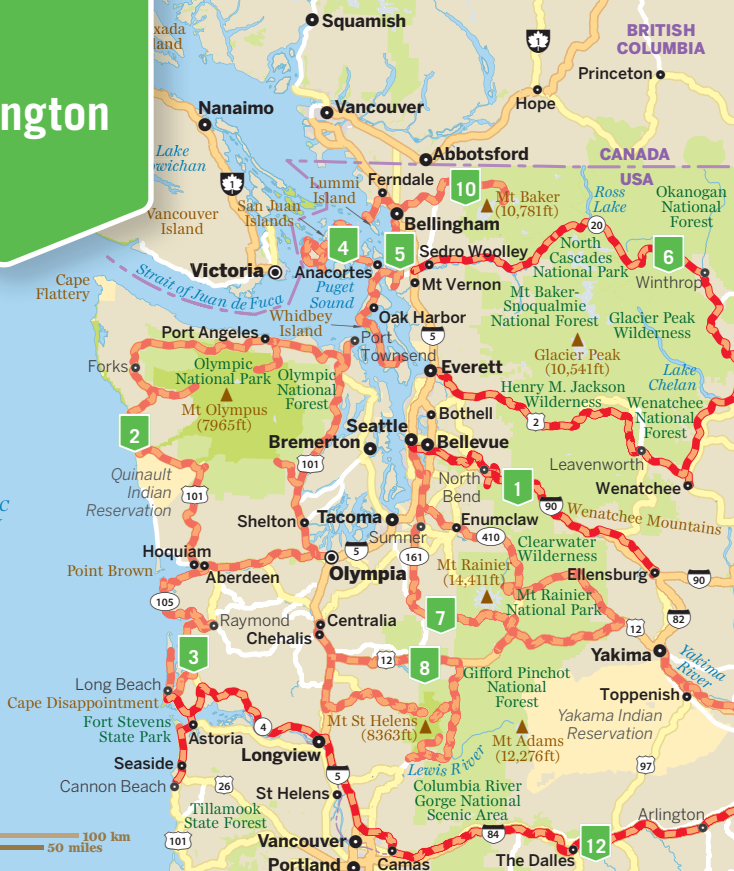 ngton
Squamish
BRITISH
COLUMBIA
1
Princeton
Hope
Nanaimo
Vancouver
Lake
Abbotsford
CANADA
USA
1
Lummi
Island
Ferndale
10
Mt Baker
(10,781ft)
Ross
Lake
Okanogan
National
Forest
Vancouver
Island
San Juan
Islands
Bellingham
20
4
5
Sedro Woolley
North
Cascades
National Park
6
Victoria
Anacortes
Winthrop
Cape
Flattery
Strait of Juan de Fuca
Puget
Sound
Mt Vernon
Mt Baker-
Snoqualmie
National Forest
Whidbey
Island
Oak Harbor
Glacier Peak
Wilderness
Port Angeles
Port
Townsend
5
Glacier Peak
(10,541ft)
Forks
Olympic
National Park
Olympic
National
Forest
Everett
Lake
Chelan
Mt Olympus
(7965ft)
Henry M. Jackson
Wilderness
Wenatchee
National
Forest
2
Bothell
2
Seattle
Bremerton
Bellevue
Leavenworth
101
North
Bend
Quinault
Indian
Reservation
1
Wenatchee
101
90
Wenatchee Mountains
Shelton
Tacoma
Enumclaw
Sumner
410
5
161
Clearwater
Wilderness
Hoquiam
Aberdeen
Olympia
Mt Rainier
(14,411ft)
Point Brown
Ellensburg
90
105
Mt Rainier
National Park
82
Raymond
Centralia
7
12
Chehalis
3
12
8
Yakima
Yakima
River
Long Beach
Cape Disappointment
Gifford Pinchot
National
Forest
Toppenish
Fort Stevens
State Park
Mt St Helens
(8363ft)
Yakama Indian
Reservation
Astoria
4
Mt Adams
(12,276ft)
Longview
Seaside
Lewis River
97
5
Cannon Beach
26
St Helens
Columbia River
Gorge National
Scenic Area
Tillamook
State Forest
Arlington
100 km
50 miles
101
Vancouver
84
12
Portland
Camas
The Dalles